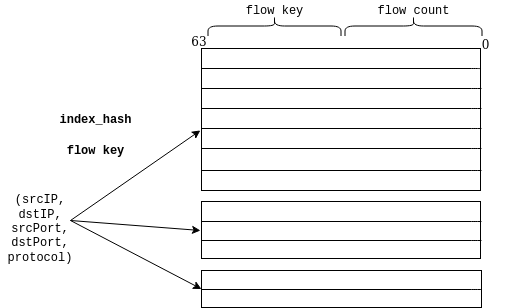 flow key
flow count
63
0
index_hash
flow key
(srcIP,
dstIP,
srcPort,
dstPort,
protocol)